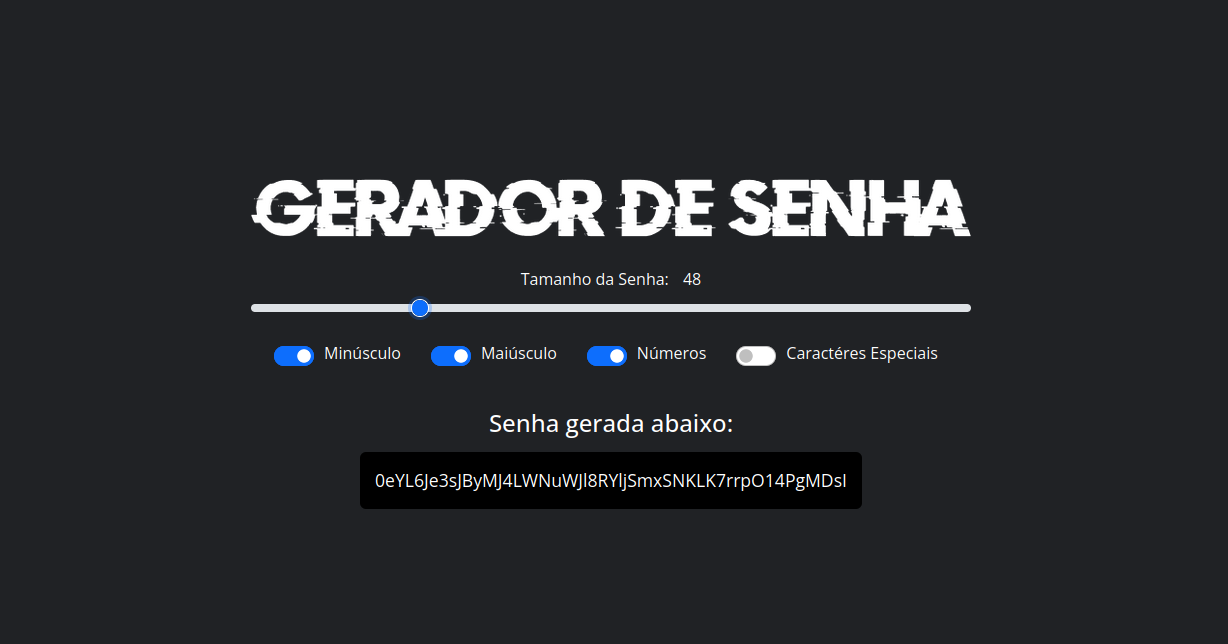 GERADOR DE SENHA
Tamanho da Senha: 48
Minúsculo Maiúsculo Números Caractéres Especiais
Senha gerada abaixo:
0eYL6Je3sJByMJ4LWNuWJl8RYljSmxSNKLK7rrpO14PgMDsI